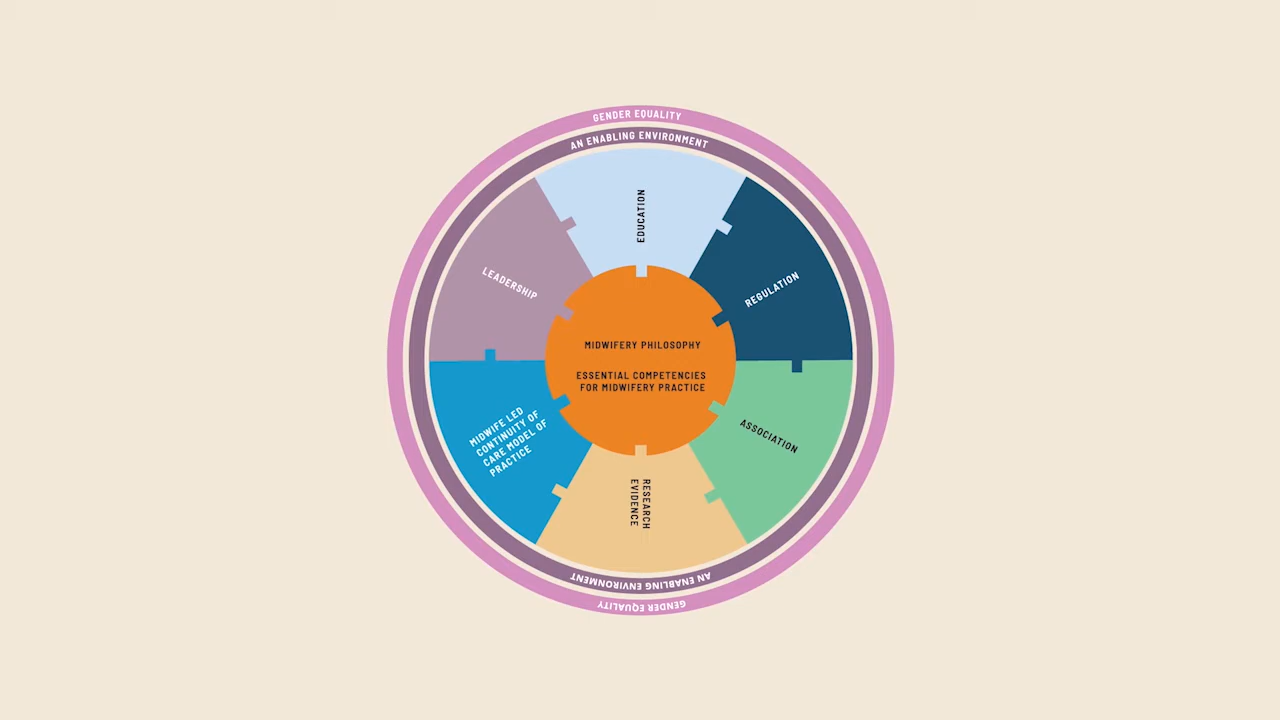 GENDER EQUALITY
AN ENABLING ENVIRONMENT
EDUCATION
LEADERSHIP
REGULATION
MIDWIFERY PHILOSOPHY
ESSENTIAL COMPETENCIES
FOR MIDWIFERY PRACTICE
MIDWIFE LED
CONTINUITY OF
CARE MODEL OF
PRACTICE
ASSOCIATION
RESEARCH
EVIDENCE
AN ENABLING ENVIRONMENT
GENDER EQUALITY